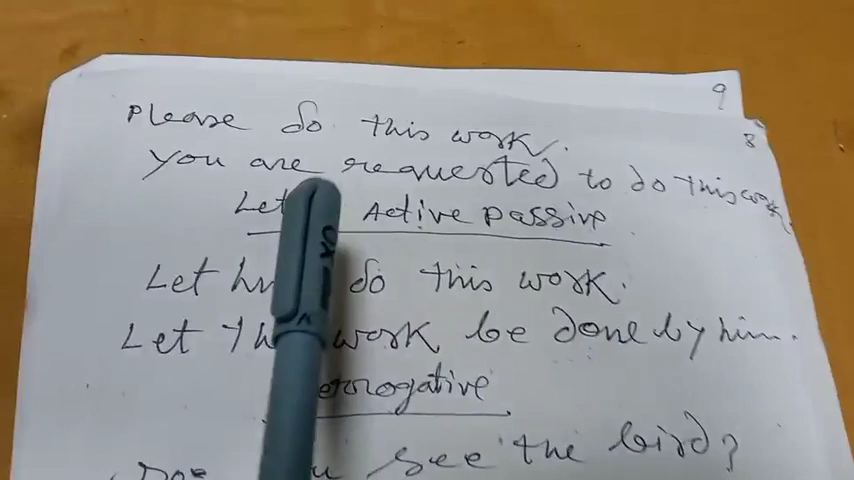 9
8
Please do this work.
You are requested to do this work.
Let Active passive
Let do this work.
Let work be done by him.
see the bird?